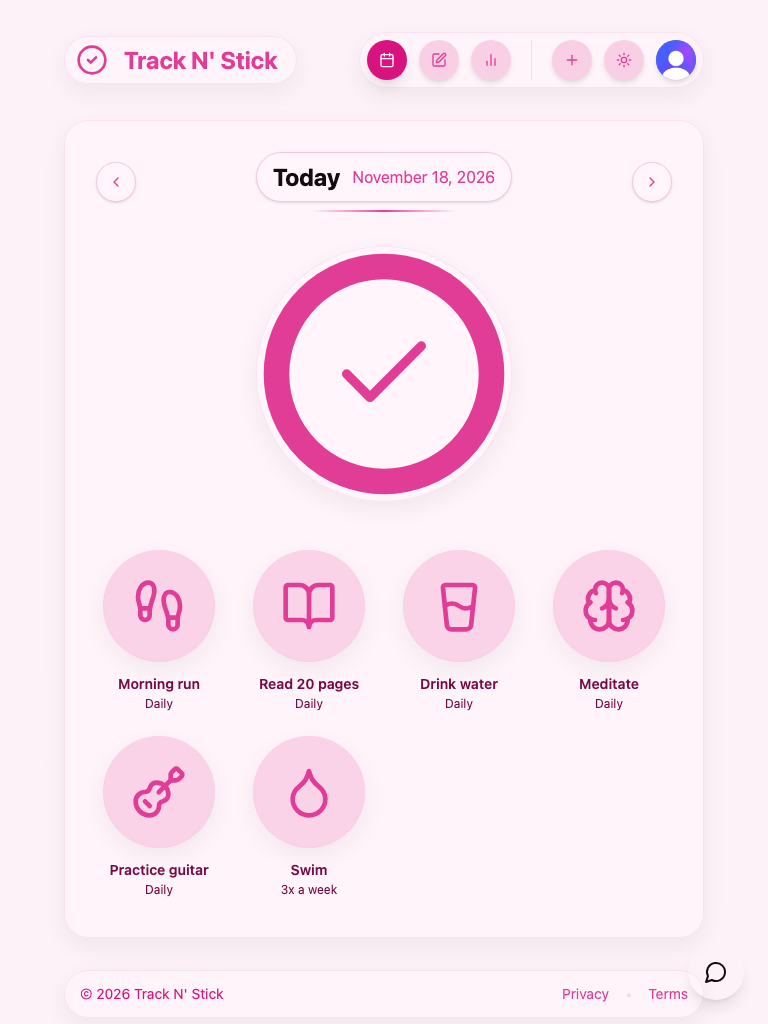 Track N' Stick
Today November 18, 2026
Morning run
Daily
Read 20 pages
Daily
Drink water
Daily
Meditate
Daily
Practice guitar
Daily
Swim
3x a week
© 2026 Track N' Stick
Privacy • Terms